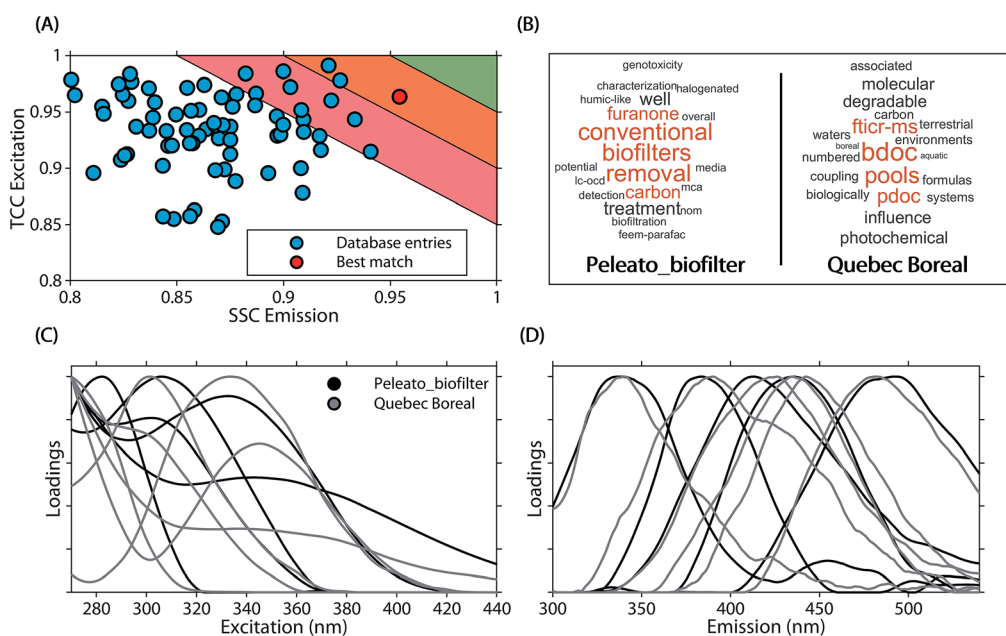 (A)
1
0.95
0.9
0.85
0.8
TCC Excitation
0.8
0.85
0.9
0.95
1
SSC Emission
Database entries
Best match
(B)
genotoxicity
characterization halogenated
humic-like well
furanone overall
conventional
biofilters
potential removal media
lc-ocd
detection carbon mca
treatment nom
biofiltration
feem-parafac
Peleato_biofilter
associated
molecular
degradable
carbon
fticr-ms terrestrial
waters environments
boreal
numbered bdoc aquatic
coupling pools formulas
biologically pdoc systems
influence
photochemical
Quebec Boreal
(C)
Peleato_biofilter
Quebec Boreal
Loadings
280 300 320 340 360 380 400 420 440
Excitation (nm)
(D)
Loadings
300 350 400 450 500
Emission (nm)